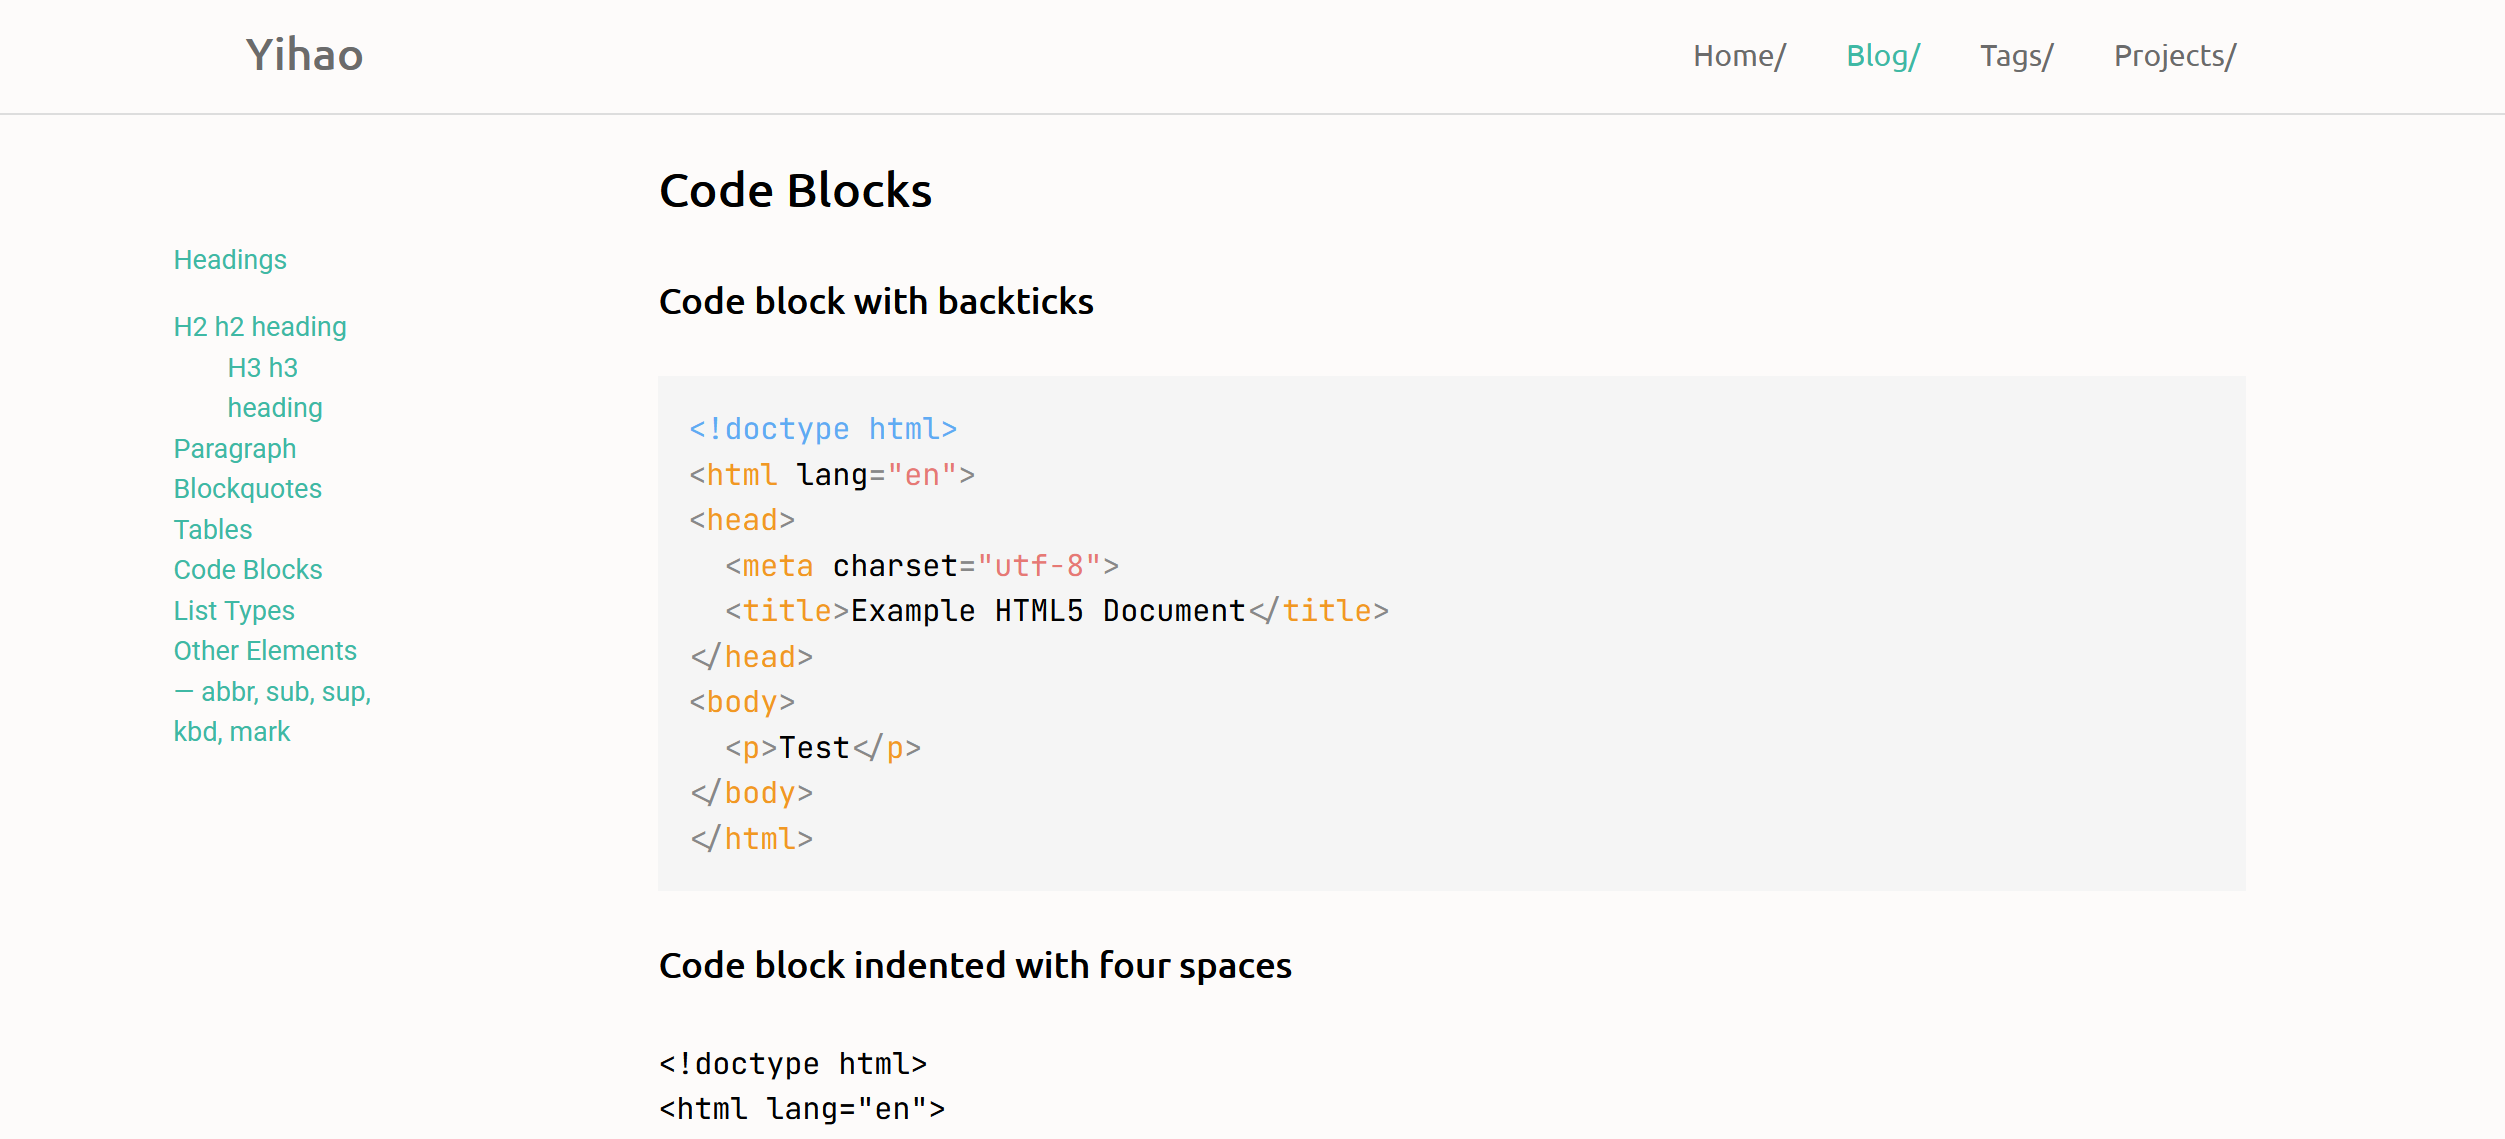 Yihao
Home/ Blog/ Tags/ Projects/
Headings
H2 h2 heading
H3 h3
heading
Paragraph
Blockquotes
Tables
Code Blocks
List Types
Other Elements
— abbr, sub, sup,
kbd, mark
Code Blocks
Code block with backticks
<!doctype html>
<html lang="en">
<head>
  <meta charset="utf-8">
  <title>Example HTML5 Document</title>
</head>
<body>
  <p>Test</p>
</body>
</html>
Code block indented with four spaces
<!doctype html>
<html lang="en">